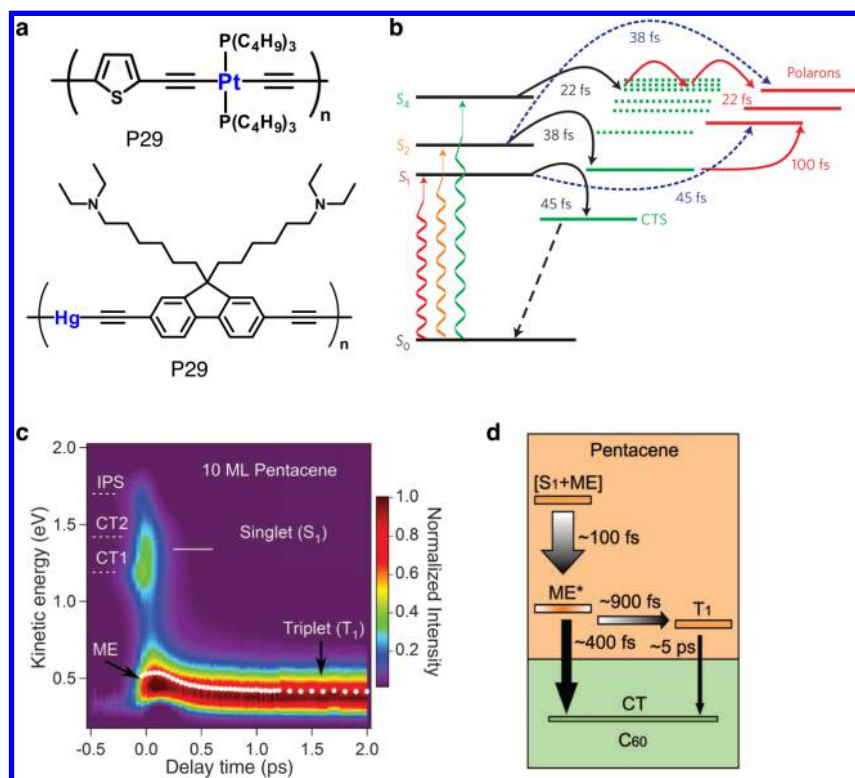 a
P(C4H9)3
S
Pt
n
P(C4H9)3
P29
N
N
Hg
n
P29
b
38 fs
Polarons
S4
22 fs
22 fs
38 fs
S2
100 fs
S1
45 fs
45 fs
CTS
S0
c
2.0
10 ML Pentacene
IPS
1.5
CT2
Singlet (S1)
CT1
1.0
ME
Triplet (T1)
0.5
Kinetic energy (eV)
-0.5
0.0
0.5
1.0
1.5
2.0
Delay time (ps)
1.0
0.8
0.6
0.4
0.2
Normalized Intensity
d
Pentacene
[S1+ME]
~100 fs
ME*
~900 fs
T1
~400 fs
~5 ps
CT
C60